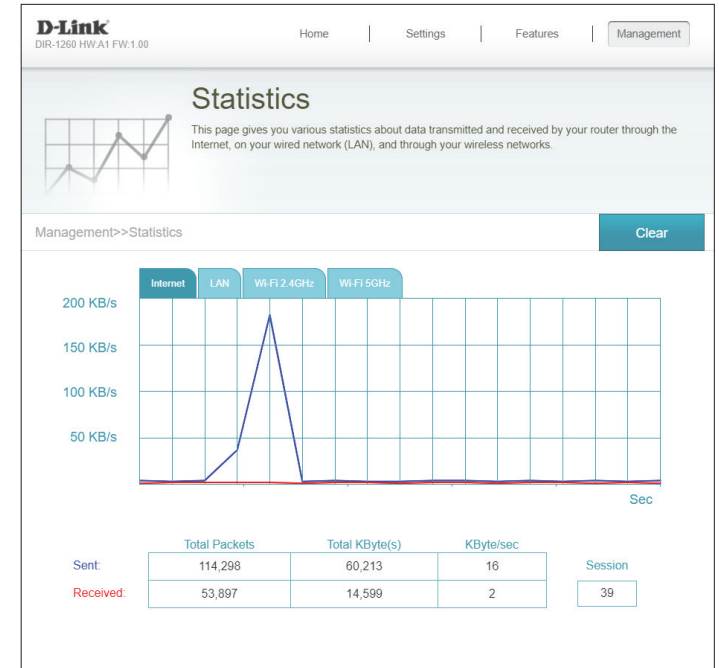 D-Link
DIR-1260 HW:A1 FW:1.00
Home | Settings | Features | Management
Statistics
This page gives you various statistics about data transmitted and received by your router through the
Internet, on your wired network (LAN), and through your wireless networks.
Management>>Statistics
Clear
Internet LAN Wi-Fi 2.4GHz Wi-Fi 5GHz
200 KB/s
150 KB/s
100 KB/s
50 KB/s
Sec
Total Packets Total KByte(s) KByte/sec
Sent: 114,298 60,213 16 Session
Received: 53,897 14,599 2 39